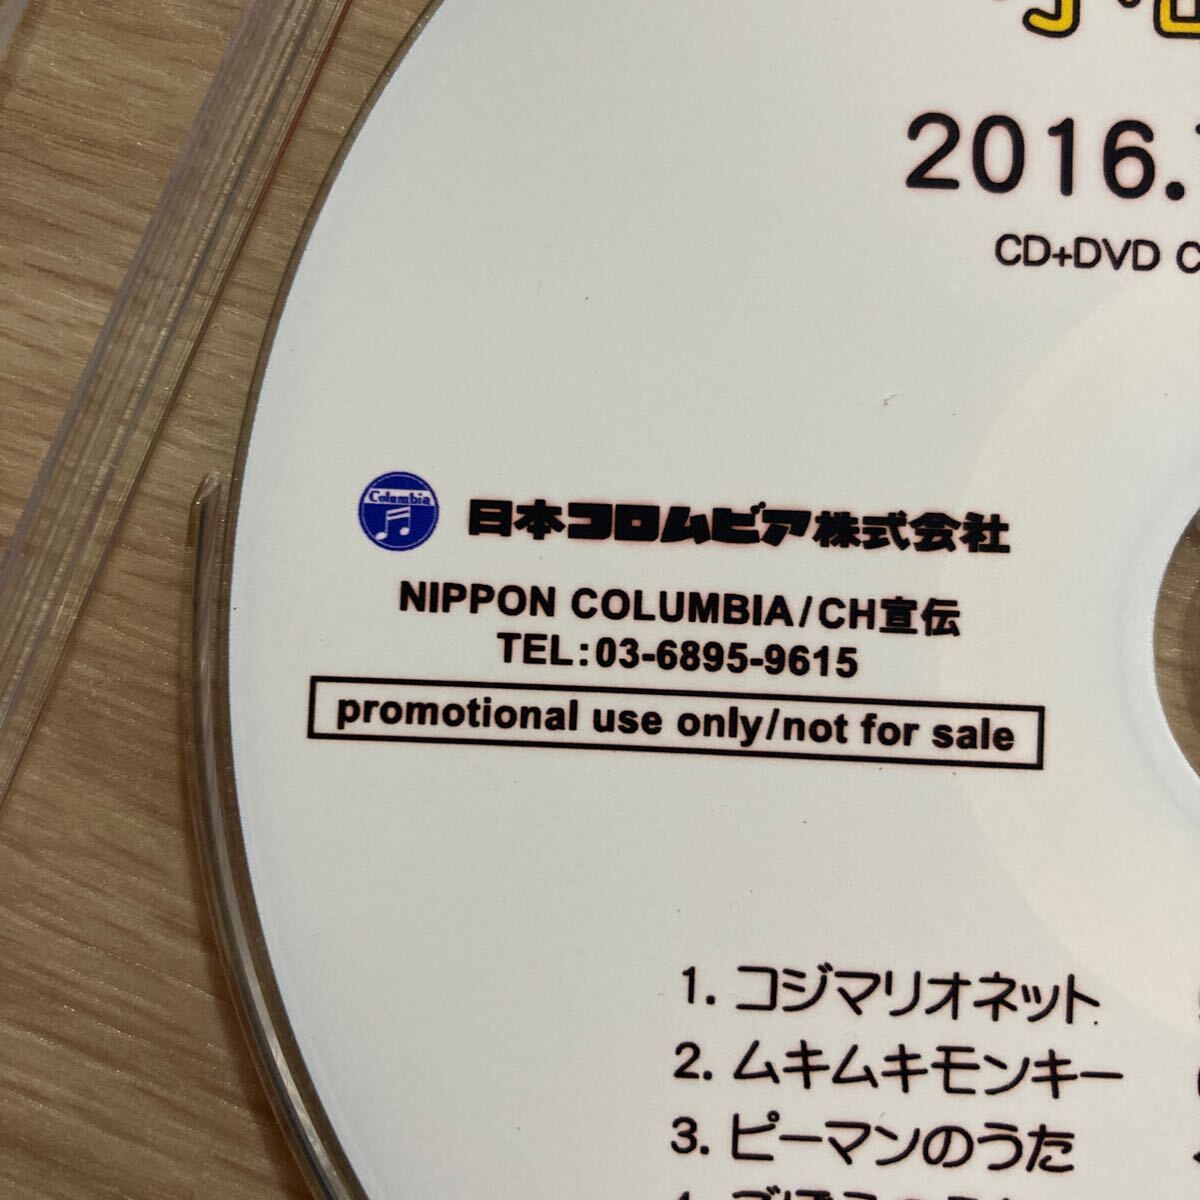 2016.
CD+DVD C
Columbia
日本コロムビア株式会社
NIPPON COLUMBIA/CH宣伝
TEL:03-6895-9615
promotional use only/not for sale
1. コジマリオネット
2. ムキムキモンキー
3. ピーマンのうた